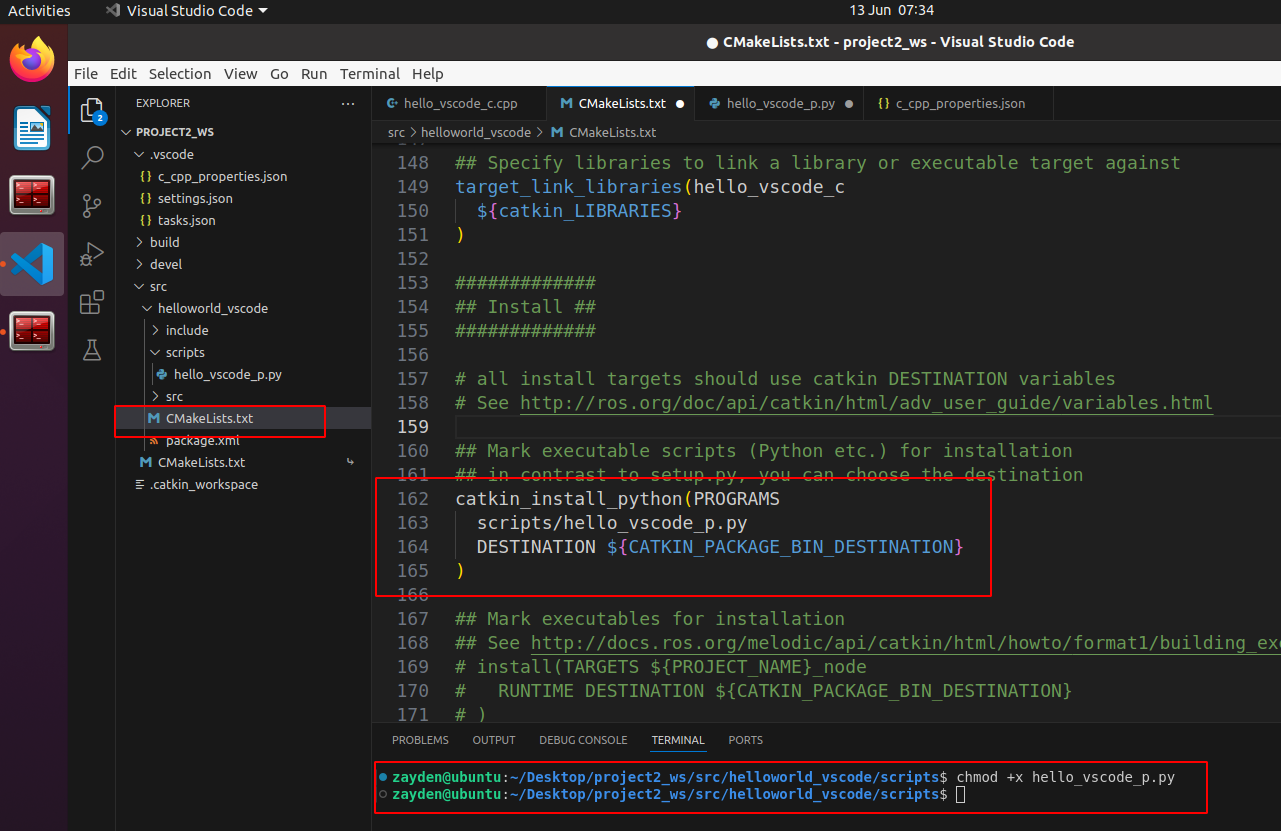 Activities
Visual Studio Code
13 Jun 07:34
CMakeLists.txt - project2_ws - Visual Studio Code
File Edit Selection View Go Run Terminal Help
2
EXPLORER
PROJECT2_WS
.vscode
{} c_cpp_properties.json
{} settings.json
{} tasks.json
build
devel
src
helloworld_vscode
include
scripts
hello_vscode_p.py
src
M CMakeLists.txt
package.xml
M CMakeLists.txt
.catkin_workspace
hello_vscode_c.cpp
M CMakeLists.txt
hello_vscode_p.py
{} c_cpp_properties.json
src > helloworld_vscode > M CMakeLists.txt
148 ## Specify libraries to link a library or executable target against
149 target_link_libraries(hello_vscode_c
150 ${catkin_LIBRARIES}
151 )
152
153 #############
154 ## Install ##
155 #############
156
157 # all install targets should use catkin DESTINATION variables
158 # See http://ros.org/doc/api/catkin/html/adv_user_guide/variables.html
159
160 ## Mark executable scripts (Python etc.) for installation
161 ## in contrast to setup.py, you can choose the destination
162 catkin_install_python(PROGRAMS
163 scripts/hello_vscode_p.py
164 DESTINATION ${CATKIN_PACKAGE_BIN_DESTINATION}
165 )
166
167 ## Mark executables for installation
168 ## See http://docs.ros.org/melodic/api/catkin/html/howto/format1/building_exe
169 # install(TARGETS ${PROJECT_NAME}_node
170 # RUNTIME DESTINATION ${CATKIN_PACKAGE_BIN_DESTINATION}
171 # )
PROBLEMS OUTPUT DEBUG CONSOLE TERMINAL PORTS
zayden@ubuntu:~/Desktop/project2_ws/src/helloworld_vscode/scripts$ chmod +x hello_vscode_p.py
zayden@ubuntu:~/Desktop/project2_ws/src/helloworld_vscode/scripts$